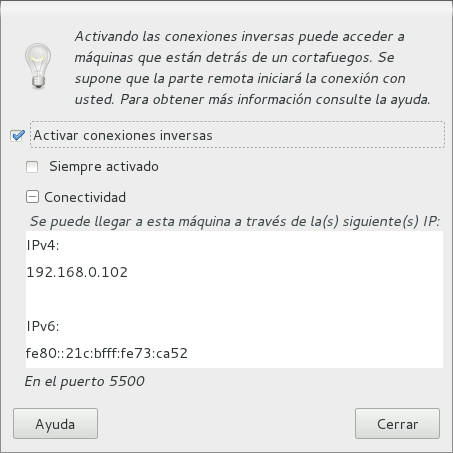 Activando las conexiones inversas puede acceder a
máquinas que están detrás de un cortafuegos. Se
supone que la parte remota iniciará la conexión con
usted. Para obtener más información consulte la ayuda.
Activar conexiones inversas
Siempre activado
Conectividad
Se puede llegar a esta máquina a través de la(s) siguiente(s) IP:
IPv4:
192.168.0.102
IPv6:
fe80::21c:bfff:fe73:ca52
En el puerto 5500
Ayuda
Cerrar